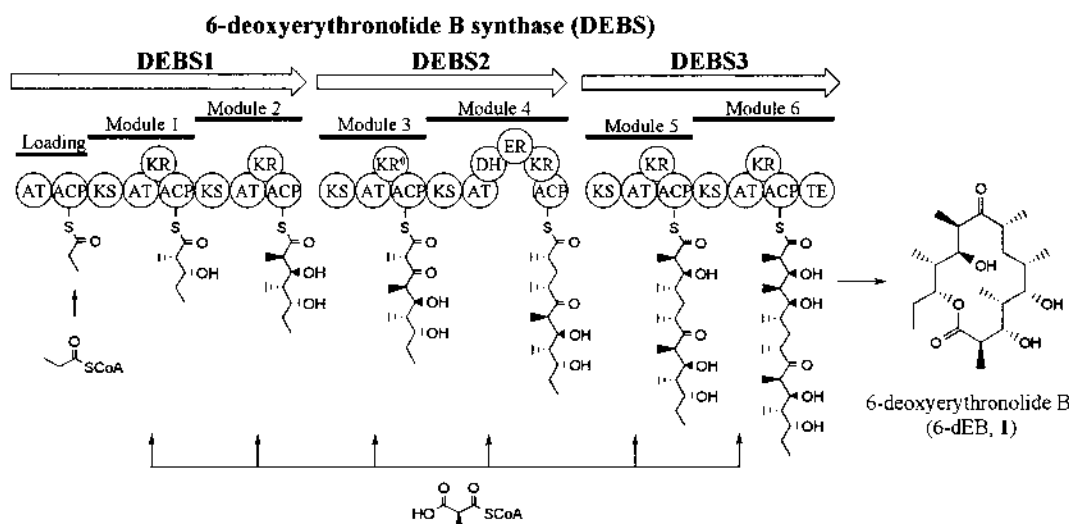 6-deoxyerythronolide B synthase (DEBS)
DEBS1 DEBS2 DEBS3
Module 2 Module 4 Module 6
Loading Module 1 Module 3 Module 5
ER
KR KR KR⁰ DH KR KR KR
AT ACP KS AT ACP KS AT ACP KS AT ACP KS AT ACP KS AT ACP KS AT ACP TE
S S S S S S S
O O O O O O O
OH OH O OH OH
OH OH O OH OH
OH OH OH O
OH OH OH
OH OH
O
SCoA
O
OH
O
O
OH
OH
6-deoxyerythronolide B
(6-dEB, 1)
O O
HO SCoA